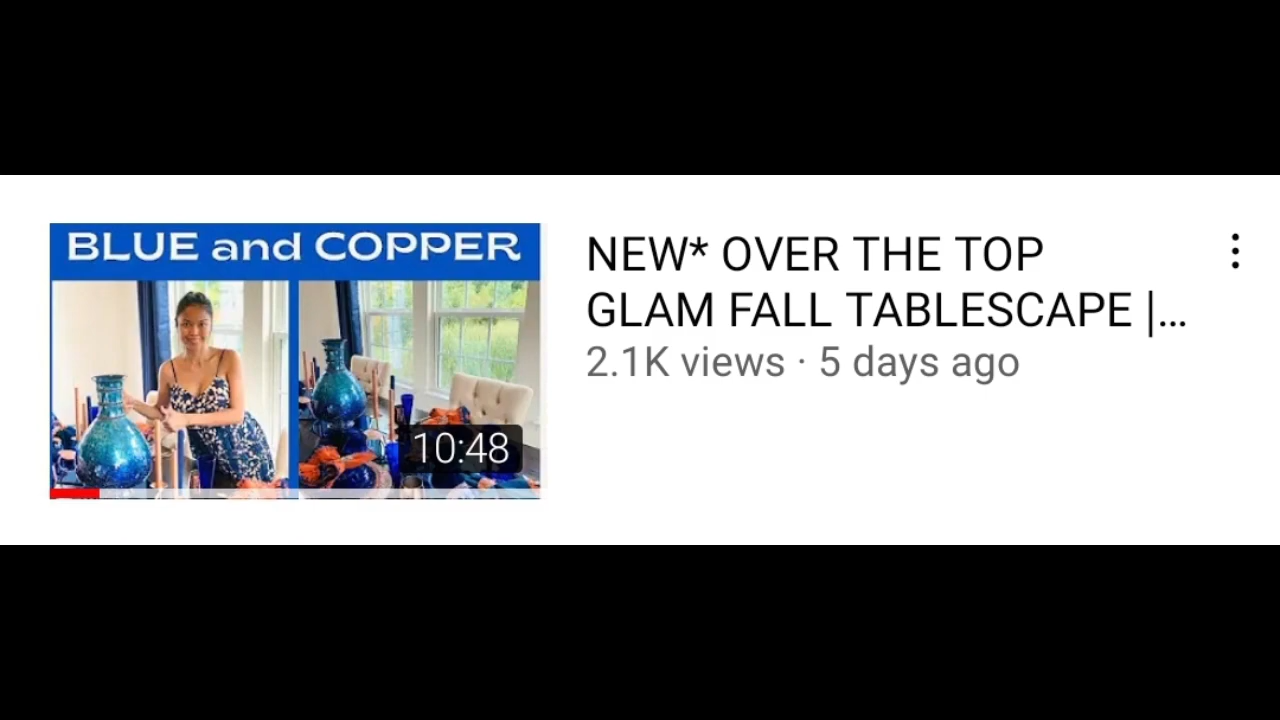 BLUE and COPPER
10:48
NEW* OVER THE TOP
GLAM FALL TABLESCAPE |...
2.1K views · 5 days ago